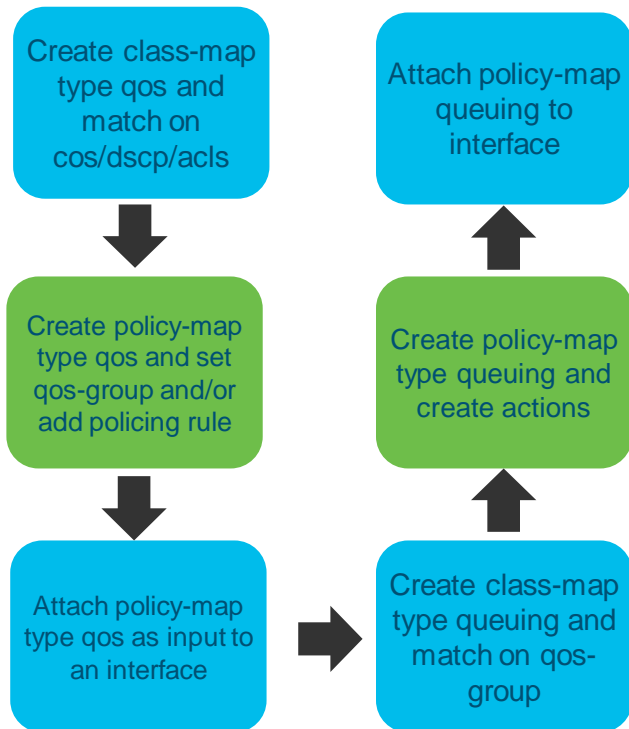 Create class-map
type qos and
match on
cos/dscp/acls
Create policy-map
type qos and set
qos-group and/or
add policing rule
Attach policy-map
type qos as input to
an interface
Create class-map
type queuing and
match on qos-
group
Create policy-map
type queuing and
create actions
Attach policy-map
queuing to
interface